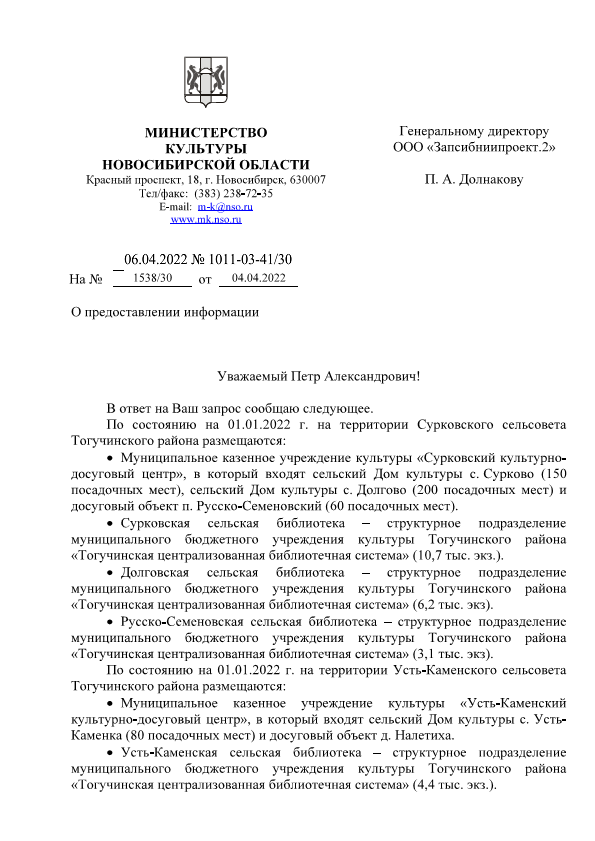 МИНИСТЕРСТВО
КУЛЬТУРЫ
НОВОСИБИРСКОЙ ОБЛАСТИ
Красный проспект, 18, г. Новосибирск, 630007
Тел/факс: (383) 238-72-35
E-mail: m-k@nso.ru
www.mk.nso.ru
Генеральному директору
ООО «Запсибниипроект.2»
П. А. Долнакову
06.04.2022 № 1011-03-41/30
На № 1538/30 от 04.04.2022
О предоставлении информации
Уважаемый Петр Александрович!
В ответ на Ваш запрос сообщаю следующее.
По состоянию на 01.01.2022 г. на территории Сурковского сельсовета
Тогучинского района размещаются:
• Муниципальное казенное учреждение культуры «Сурковский культурно-
досуговый центр», в который входят сельский Дом культуры с. Сурково (150
посадочных мест), сельский Дом культуры с. Долгово (200 посадочных мест) и
досуговый объект п. Русско-Семеновский (60 посадочных мест).
• Сурковская сельская библиотека – структурное подразделение
муниципального бюджетного учреждения культуры Тогучинского района
«Тогучинская централизованная библиотечная система» (10,7 тыс. экз.).
• Долговская сельская библиотека – структурное подразделение
муниципального бюджетного учреждения культуры Тогучинского района
«Тогучинская централизованная библиотечная система» (6,2 тыс. экз).
• Русско-Семеновская сельская библиотека – структурное подразделение
муниципального бюджетного учреждения культуры Тогучинского района
«Тогучинская централизованная библиотечная система» (3,1 тыс. экз).
По состоянию на 01.01.2022 г. на территории Усть-Каменского сельсовета
Тогучинского района размещаются:
• Муниципальное казенное учреждение культуры «Усть-Каменский
культурно-досуговый центр», в который входят сельский Дом культуры с. Усть-
Каменка (80 посадочных мест) и досуговый объект д. Налетиха.
• Усть-Каменская сельская библиотека – структурное подразделение
муниципального бюджетного учреждения культуры Тогучинского района
«Тогучинская централизованная библиотечная система» (4,4 тыс. экз.).